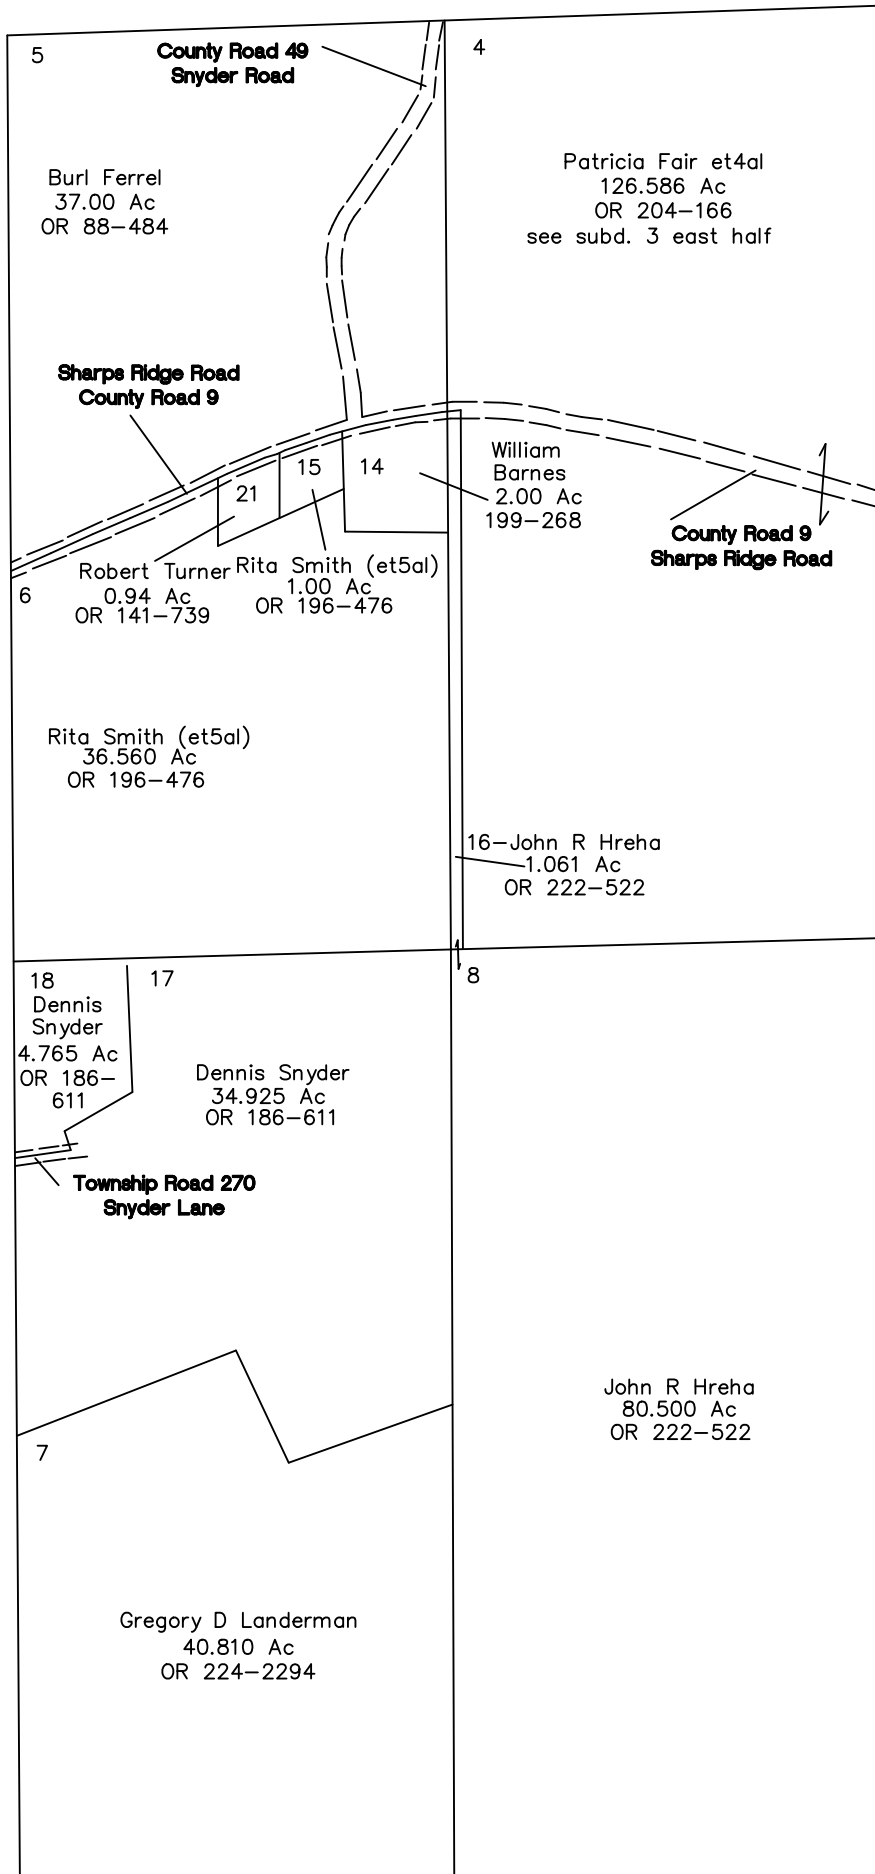 5
County Road 49
Snyder Road
4
Burl Ferrel
37.00 Ac
OR 88-484
Patricia Fair et4al
126.586 Ac
OR 204-166
see subd. 3 east half
Sharps Ridge Road
County Road 9
21
15
14
William
Barnes
2.00 Ac
199-268
County Road 9
Sharps Ridge Road
6
Robert Turner
0.94 Ac
OR 141-739
Rita Smith (et5al)
1.00 Ac
OR 196-476
Rita Smith (et5al)
36.560 Ac
OR 196-476
16-John R Hreha
1.061 Ac
OR 222-522
18
Dennis
Snyder
4.765 Ac
OR 186-
611
17
8
Dennis Snyder
34.925 Ac
OR 186-611
Township Road 270
Snyder Lane
John R Hreha
80.500 Ac
OR 222-522
7
Gregory D Landerman
40.810 Ac
OR 224-2294